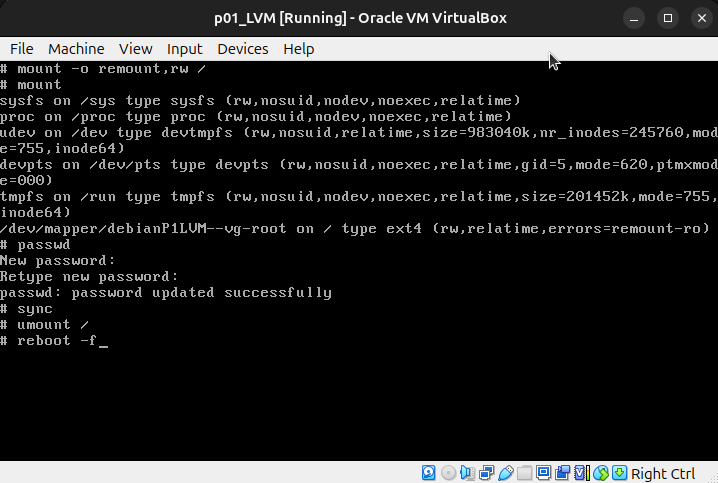 p01_LVM [Running] - Oracle VM VirtualBox
File Machine View Input Devices Help
# mount -o remount,rw /
# mount
sysfs on /sys type sysfs (rw,nosuid,nodev,noexec,relatime)
proc on /proc type proc (rw,nosuid,nodev,noexec,relatime)
udev on /dev type devtmpfs (rw,nosuid,relatime,size=983040k,nr_inodes=245760,mod
e=755,inode64)
devpts on /dev/pts type devpts (rw,nosuid,noexec,relatime,gid=5,mode=620,ptmxmod
e=000)
tmpfs on /run type tmpfs (rw,nosuid,nodev,noexec,relatime,size=201452k,mode=755,
inode64)
/dev/mapper/debianP1LVM--vg-root on / type ext4 (rw,relatime,errors=remount-ro)
# passwd
New password:
Retype new password:
passwd: password updated successfully
# sync
# umount /
# reboot -f_
Right Ctrl